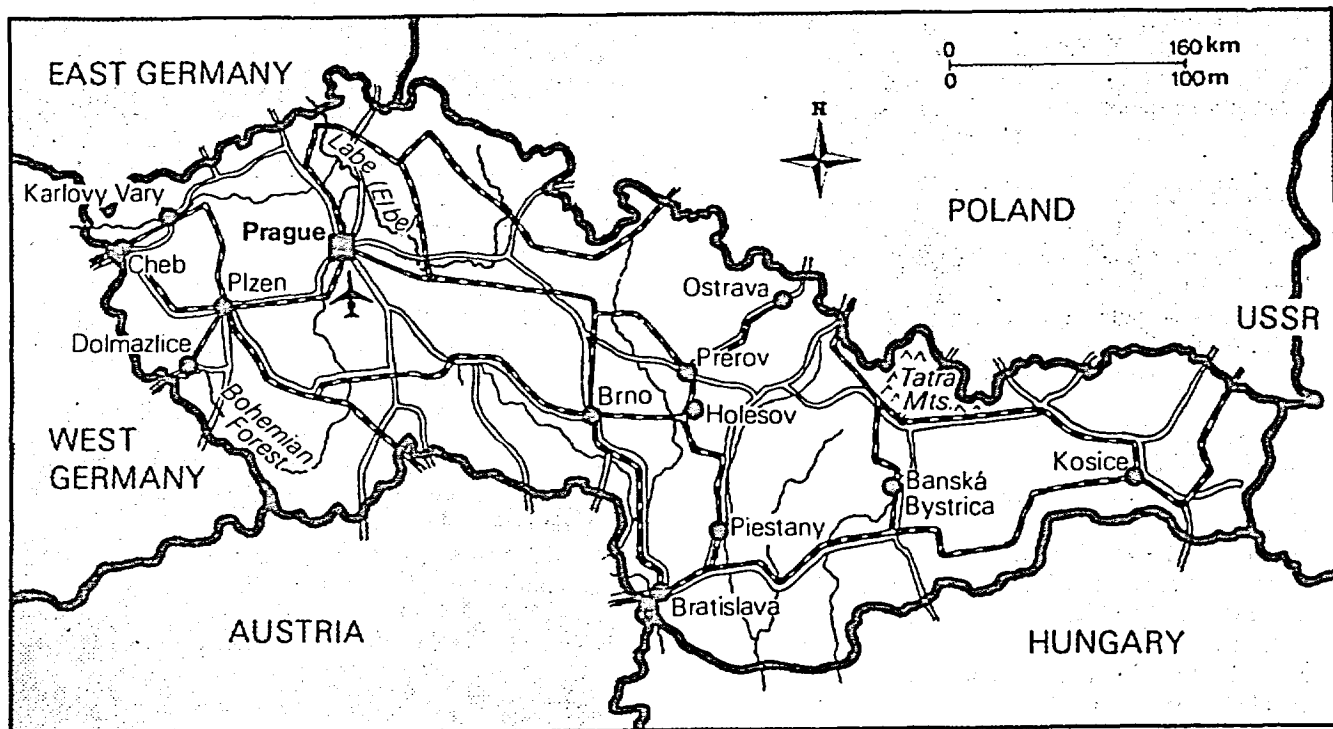 EAST GERMANY
0 160 km
0 100m
N
Labe (Elbe)
Karlovy Vary
POLAND
Prague
Cheb
Plzen
Ostrava
USSR
Dolmazlice
Prerov
Tatra
Mts.
Brno
Holesov
Bohemian
Forest
WEST
GERMANY
Kosice
Banská
Bystrica
Piestany
Bratislava
AUSTRIA
HUNGARY